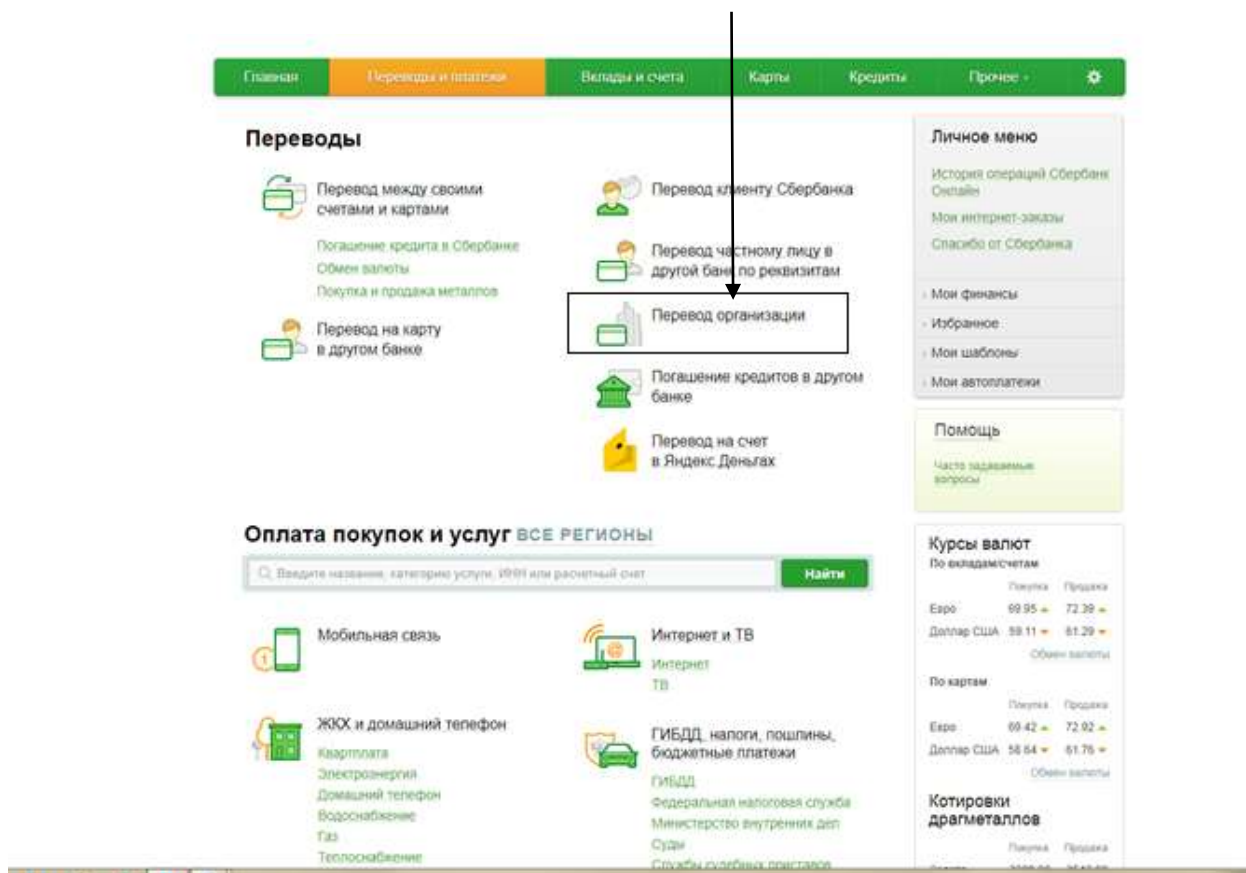 Главная Переводы и платежи Вклады и счета Карты Кредиты Прочее
Переводы
Перевод между своими
счетами и картами
Погашение кредита в Сбербанке
Обмен валюты
Покупка и продажа металлов
Перевод на карту
в другом банке
Перевод клиенту Сбербанка
Перевод частному лицу в
другой банк по реквизитам
Перевод организации
Погашение кредитов в другом
банке
Перевод на счет
в Яндекс.Деньгах
Личное меню
История операций Сбербанк
Онлайн
Мои интернет-заказы
Спасибо от Сбербанка
Мои финансы
Избранное
Мои шаблоны
Мои автоплатежи
Помощь
Часто задаваемые
вопросы
Оплата покупок и услуг ВСЕ РЕГИОНЫ
Введите название, категорию услуги, ИНН или расчетный счет
Найти
Мобильная связь
Интернет и ТВ
Интернет
ТВ
ЖКХ и домашний телефон
Квартплата
Электроэнергия
Домашний телефон
Водоснабжение
Газ
Теплоснабжение
ГИБДД, налоги, пошлины,
бюджетные платежи
ГИБДД
Федеральная налоговая служба
Министерство внутренних дел
Суды
Службы судебных приставов
Курсы валют
По вкладам/счетам
Покупка Продажа
Евро 69.95 72.39
Доллар США 59.11 61.29
Обмен валюты
По картам
Покупка Продажа
Евро 69.42 72.92
Доллар США 58.64 61.76
Обмен валюты
Котировки
драгметаллов
Покупка Продажа